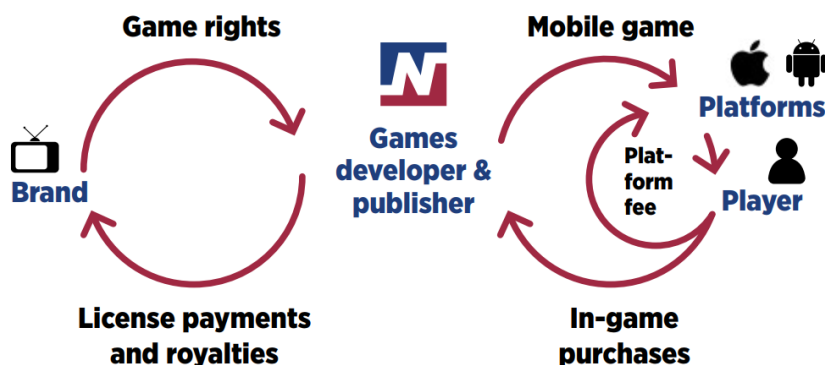 Game rights
Mobile game
N
Platforms
Games
developer &
publisher
Plat-
form
fee
Brand
Player
License payments
and royalties
In-game
purchases